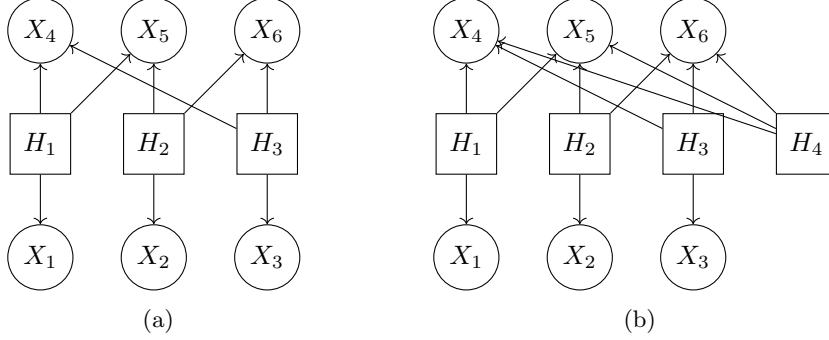 X₄ X₅ X₆ X₄ X₅ X₆
H₁ H₂ H₃ H₁ H₂ H₃ H₄
X₁ X₂ X₃ X₁ X₂ X₃
(a) (b)